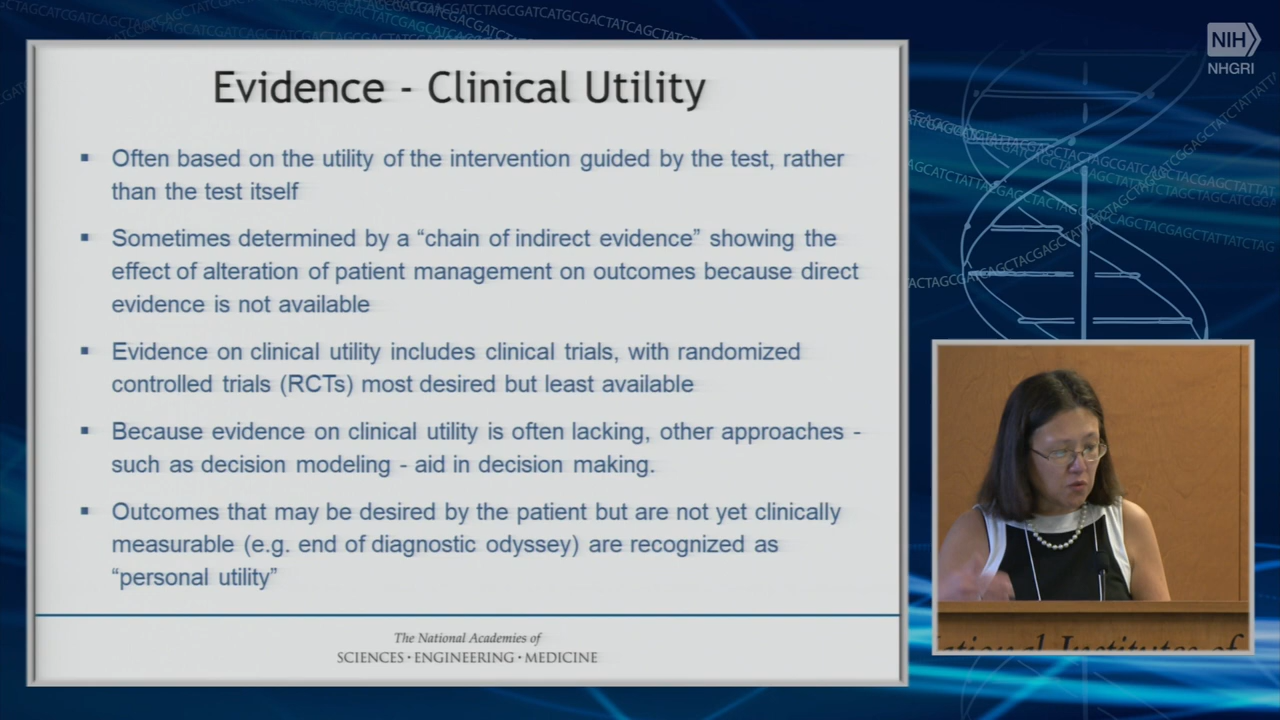 Evidence - Clinical Utility
▪ Often based on the utility of the intervention guided by the test, rather
than the test itself
▪ Sometimes determined by a “chain of indirect evidence” showing the
effect of alteration of patient management on outcomes because direct
evidence is not available
▪ Evidence on clinical utility includes clinical trials, with randomized
controlled trials (RCTs) most desired but least available
▪ Because evidence on clinical utility is often lacking, other approaches -
such as decision modeling - aid in decision making.
▪ Outcomes that may be desired by the patient but are not yet clinically
measurable (e.g. end of diagnostic odyssey) are recognized as
“personal utility”
The National Academies of
SCIENCES · ENGINEERING · MEDICINE
NIH
NHGRI
Institutes of